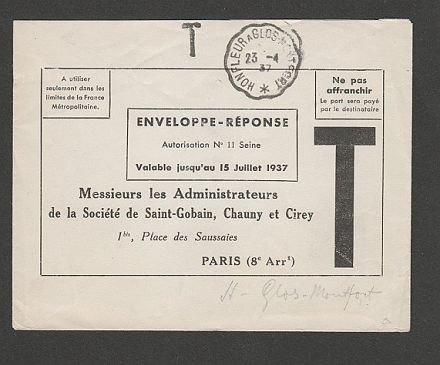 T
HONFLEUR A GLOS-MONTFORT
23 - 4
37
A utiliser
seulement dans les
limites de la France
Métropolitaine.
Ne pas
affranchir
Le port sera payé
par le destinataire
ENVELOPPE-RÉPONSE
Autorisation N° 11 Seine
Valable jusqu'au 15 Juillet 1937
T
Messieurs les Administrateurs
de la Société de Saint-Gobain, Chauny et Cirey
1bis, Place des Saussaies
PARIS (8e Arrt)
H - Glos-Montfort